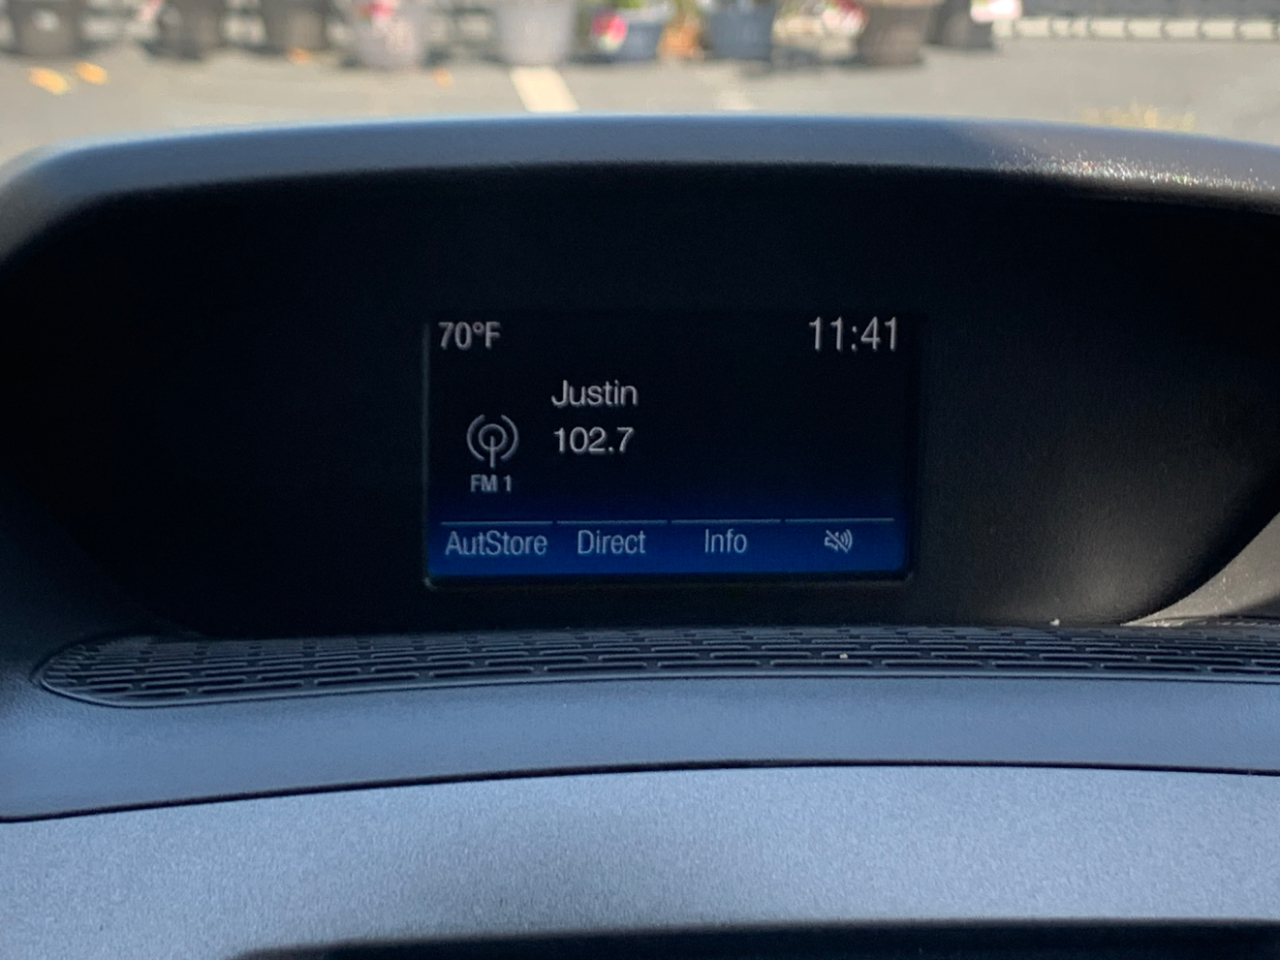 70°F 11:41
Justin
102.7
FM 1
AutStore Direct Info